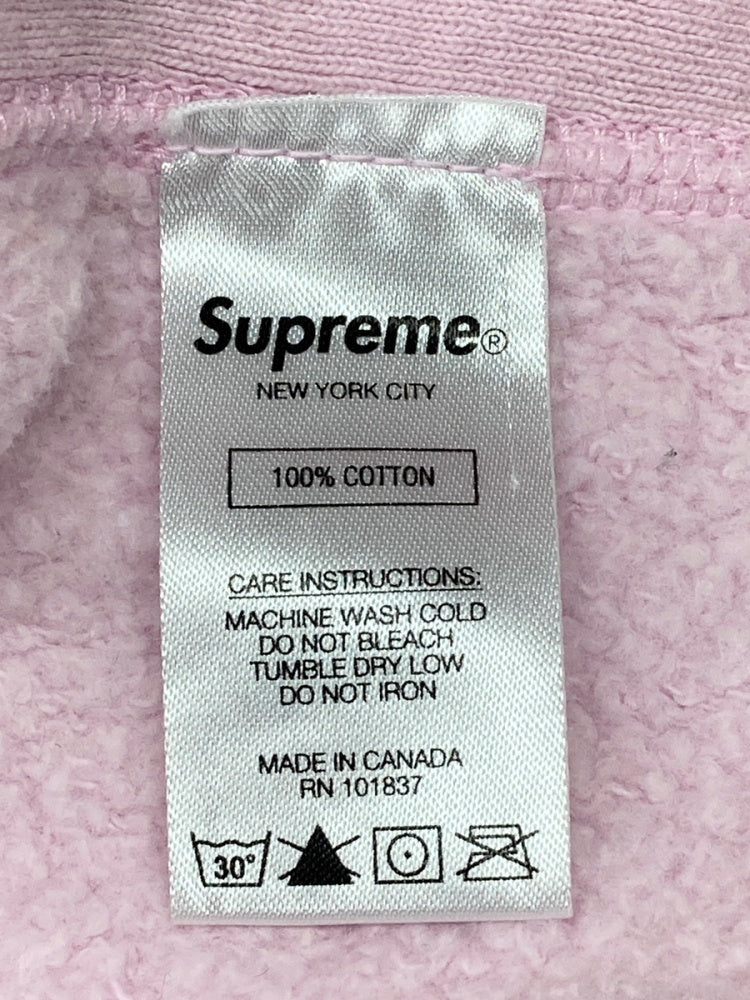 Supreme®
NEW YORK CITY
100% COTTON
CARE INSTRUCTIONS:
MACHINE WASH COLD
DO NOT BLEACH
TUMBLE DRY LOW
DO NOT IRON
MADE IN CANADA
RN 101837
30°